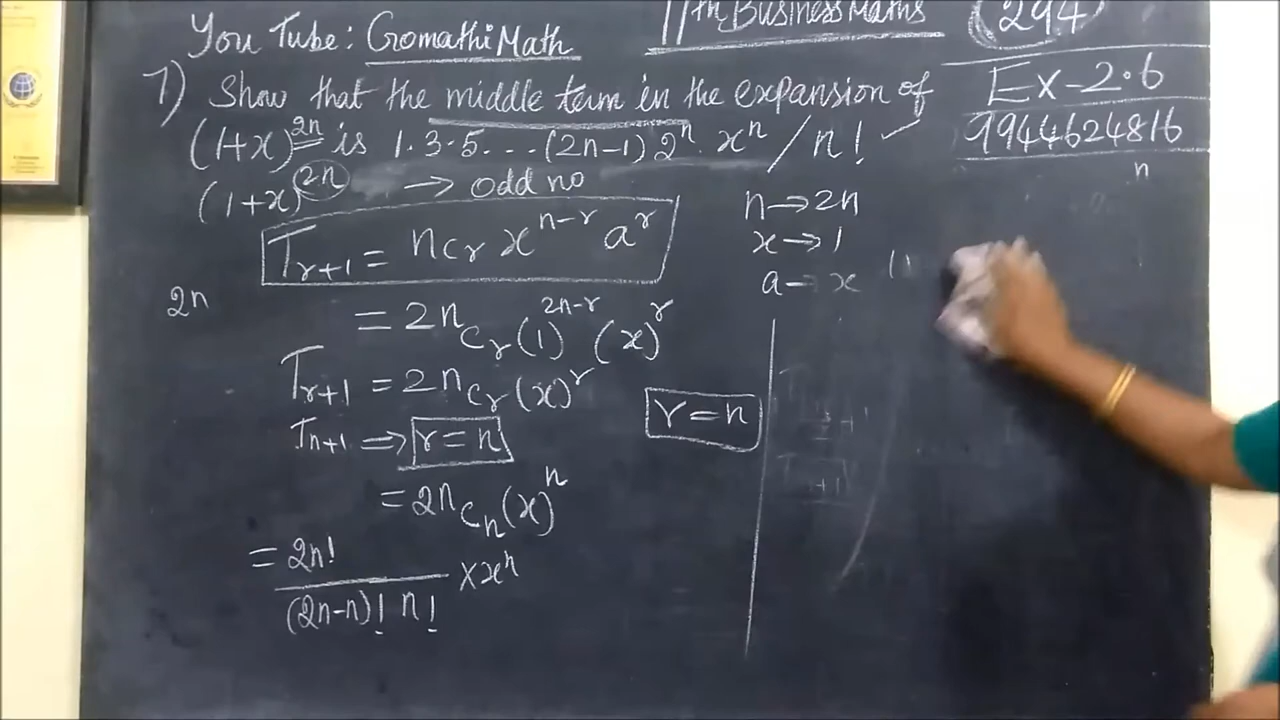 You Tube: GomathiMath
11th Business Maths
294
Ex-2.6
9944624816
7) Show that the middle term in the expansion of
(1+x)^2n is 1.3.5....(2n-1) 2^n. x^n / n! ✓
(1+x)^2n → odd no
T_r+1 = nC_r x^n-r a^r
n→2n
x→1
a→x
(1
n
2n
= 2nC_r (1)^2n-r (x)^r
T_r+1 = 2nC_r (x)^r
T_n+1 ⇒ r=n
r=n
= 2nC_n (x)^n
= 2n!
(2n-n)! n!
×x^n